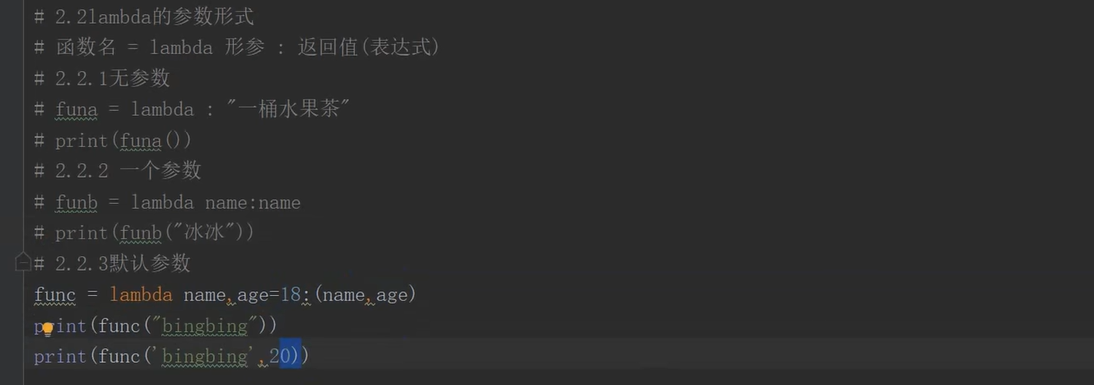 # 2.2lambda的参数形式
# 函数名 = lambda 形参 : 返回值(表达式)
# 2.2.1无参数
# funa = lambda : "一桶水果茶"
# print(funa())
# 2.2.2 一个参数
# funb = lambda name:name
# print(funb("冰冰"))
# 2.2.3默认参数
func = lambda name,age=18:(name,age)
print(func("bingbing"))
print(func('bingbing',20))